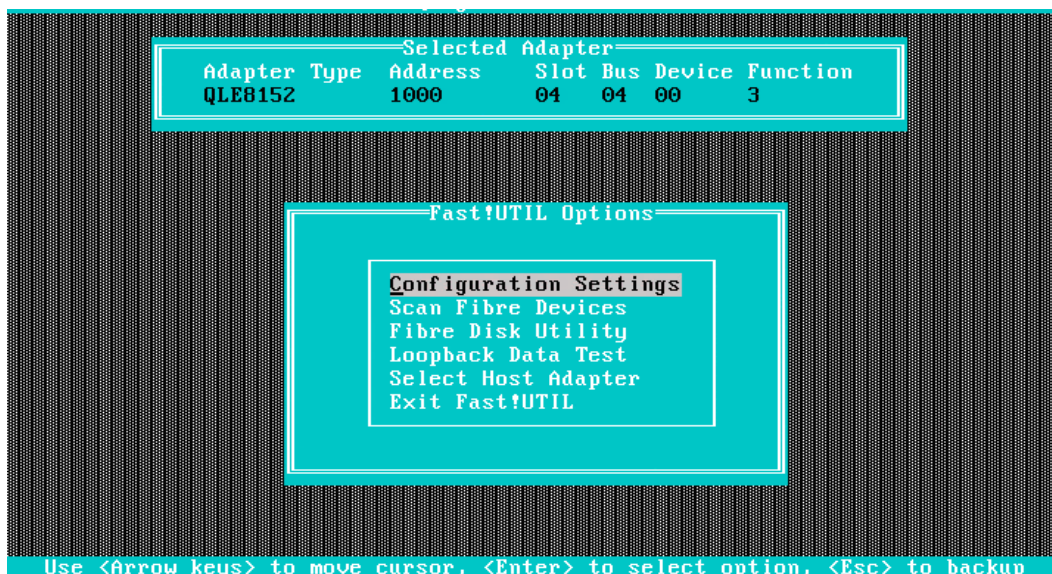 Selected Adapter
Adapter Type Address Slot Bus Device Function
QLE8152 1000 04 04 00 3
Fast!UTIL Options
Configuration Settings
Scan Fibre Devices
Fibre Disk Utility
Loopback Data Test
Select Host Adapter
Exit Fast!UTIL
Use <Arrow keys> to move cursor, <Enter> to select option, <Esc> to backup